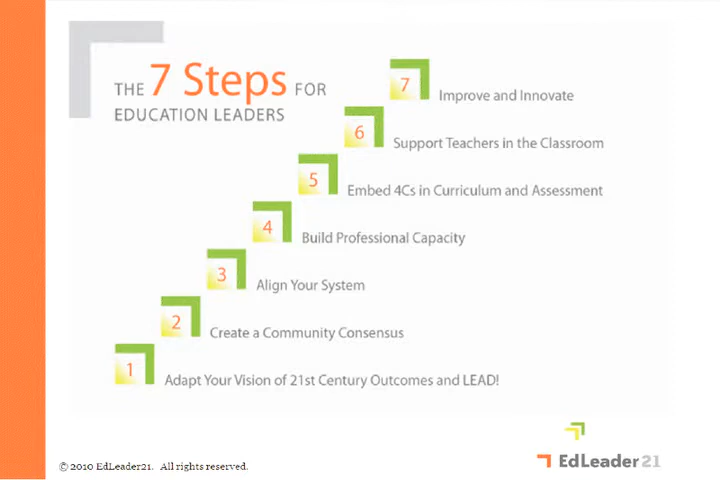 THE 7 Steps FOR
EDUCATION LEADERS
7
Improve and Innovate
6
Support Teachers in the Classroom
5
Embed 4Cs in Curriculum and Assessment
4
Build Professional Capacity
3
Align Your System
2
Create a Community Consensus
1
Adapt Your Vision of 21st Century Outcomes and LEAD!
© 2010 EdLeader21.  All rights reserved.
EdLeader21